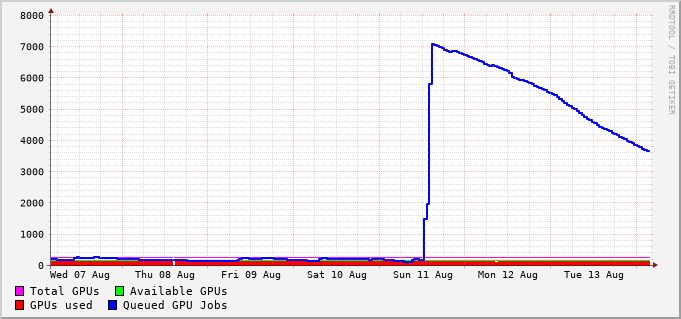 RRDTOOL / TOBI OETIKER
8000
7000
6000
5000
4000
3000
2000
1000
0
Wed 07 Aug Thu 08 Aug Fri 09 Aug Sat 10 Aug Sun 11 Aug Mon 12 Aug Tue 13 Aug
Total GPUs Available GPUs
GPUs used Queued GPU Jobs